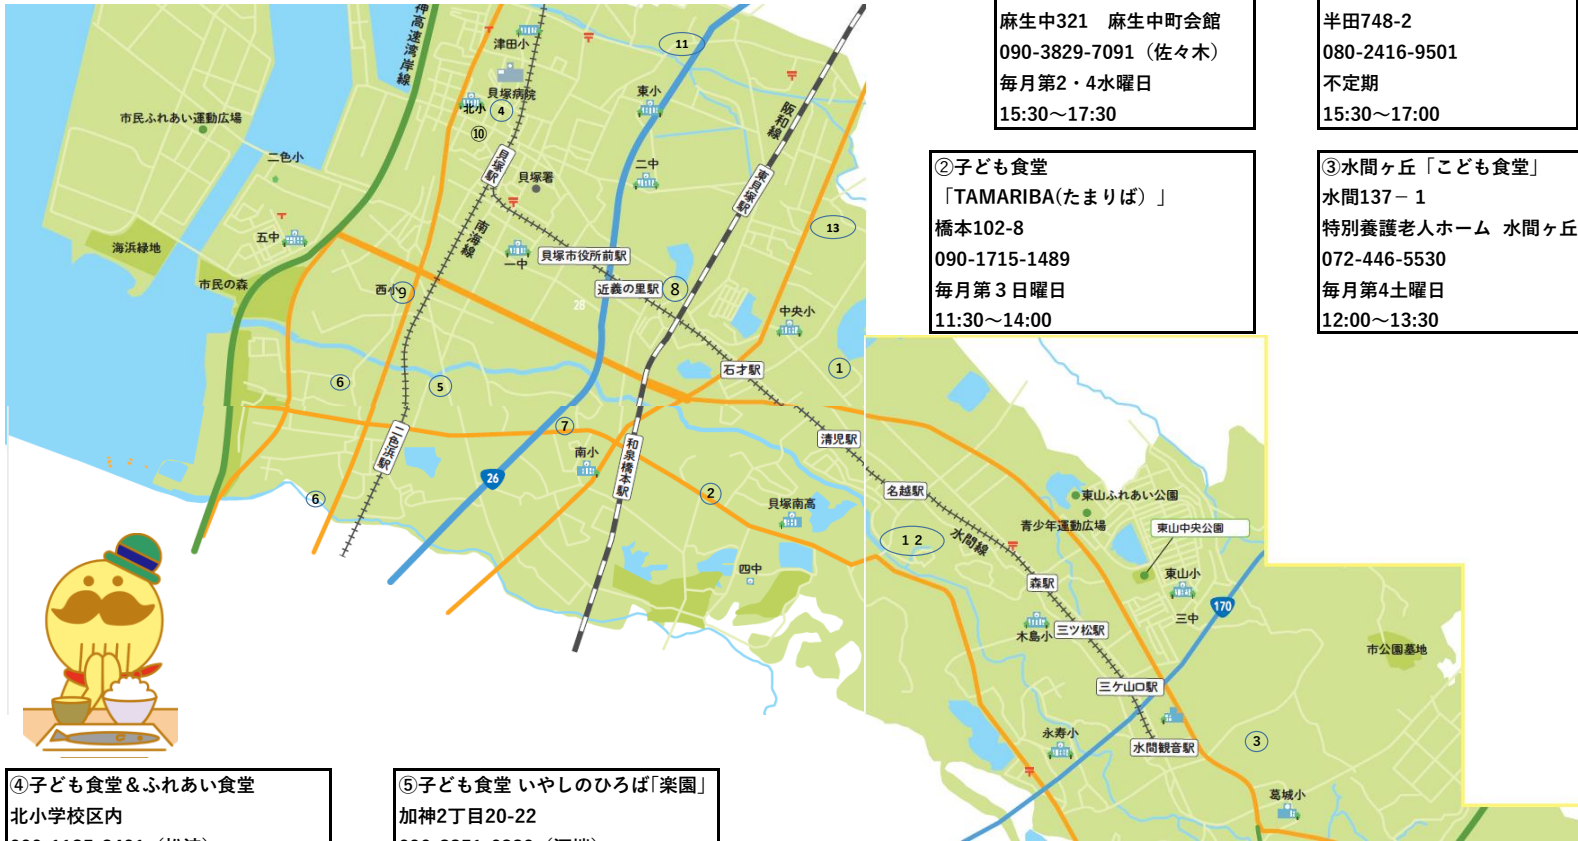 麻生中321　麻生中町会館
090-3829-7091（佐々木）
毎月第2・4水曜日
15:30～17:30
半田748-2
080-2416-9501
不定期
15:30～17:00
②子ども食堂
「TAMARIBA(たまりば）」
橋本102-8
090-1715-1489
毎月第３日曜日
11:30～14:00
③水間ヶ丘「こども食堂」
水間137－1
特別養護老人ホーム 水間ヶ丘
072-446-5530
毎月第4土曜日
12:00～13:30
神高速湾岸線
津田小
貝塚病院
北小
④
⑩
11
東小
阪和線
市民ふれあい運動広場
二色小
貝塚駅
貝塚署
二中
東貝塚駅
13
五中
海浜緑地
市民の森
南海線
一中
貝塚市役所前駅
近義の里駅
⑧
28
西小
⑨
中央小
石才駅
①
⑥
⑤
⑦
清児駅
二色浜駅
南小
和泉橋本駅
26
②
⑥
貝塚南高
四中
名越駅
12
水間線
東山ふれあい公園
青少年運動広場
東山中央公園
森駅
東山小
三中
170
木島小
三ツ松駅
市公園墓地
三ケ山口駅
永寿小
水間観音駅
③
葛城小
④子ども食堂＆ふれあい食堂
北小学校区内
⑤子ども食堂 いやしのひろば「楽園」
加神2丁目20-22